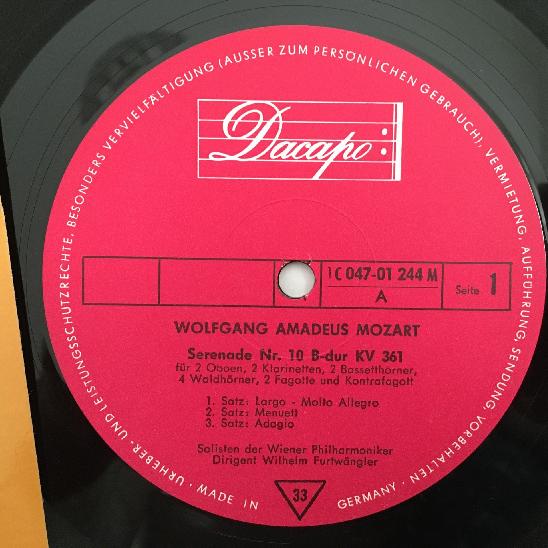 URHEBER- UND LEISTUNGSSCHUTZRECHTE, BESONDERS VERVIELFÄLTIGUNG (AUSSER ZUM PERSÖNLICHEN GEBRAUCH), VERMIETUNG, AUFFÜHRUNG, SENDUNG, VORBEHALTEN · MADE IN GERMANY ·
Dacapo
1C 047-01 244 M
A
Seite 1
WOLFGANG AMADEUS MOZART
Serenade Nr. 10 B-dur KV 361
für 2 Oboen, 2 Klarinetten, 2 Bassetthörner,
4 Waldhörner, 2 Fagotte und Kontrafagott
1. Satz: Largo - Molto Allegro
2. Satz: Menuett
3. Satz: Adagio
Solisten der Wiener Philharmoniker
Dirigent Wilhelm Furtwängler
33